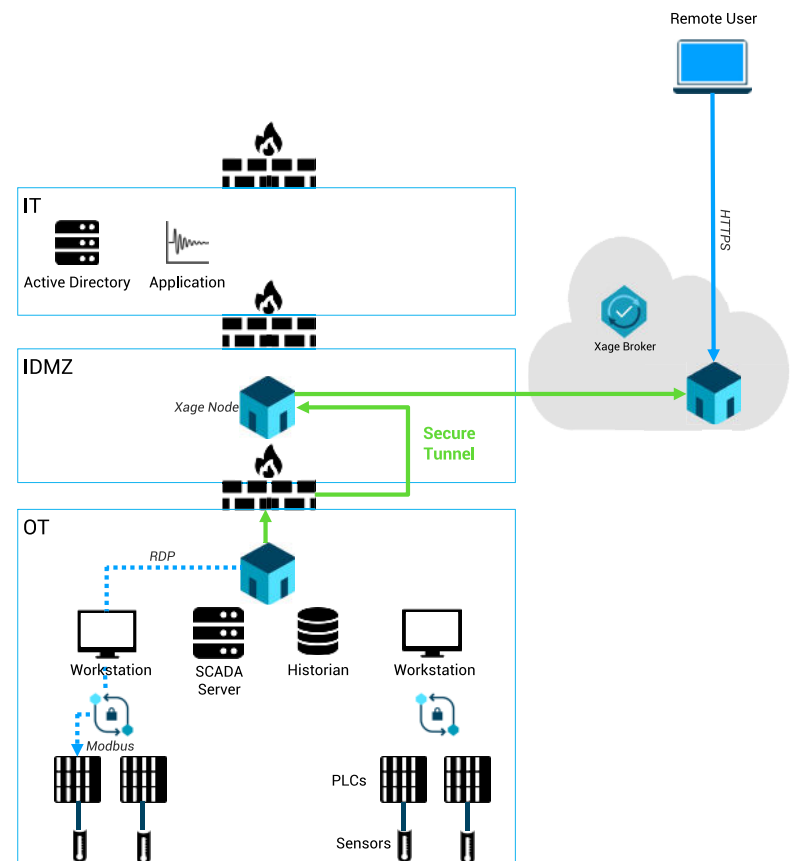 Remote User
HTTPS
IT
Active Directory
Application
Xage Broker
IDMZ
Xage Node
Secure
Tunnel
OT
RDP
Workstation
SCADA
Server
Historian
Workstation
Modbus
PLCs
Sensors